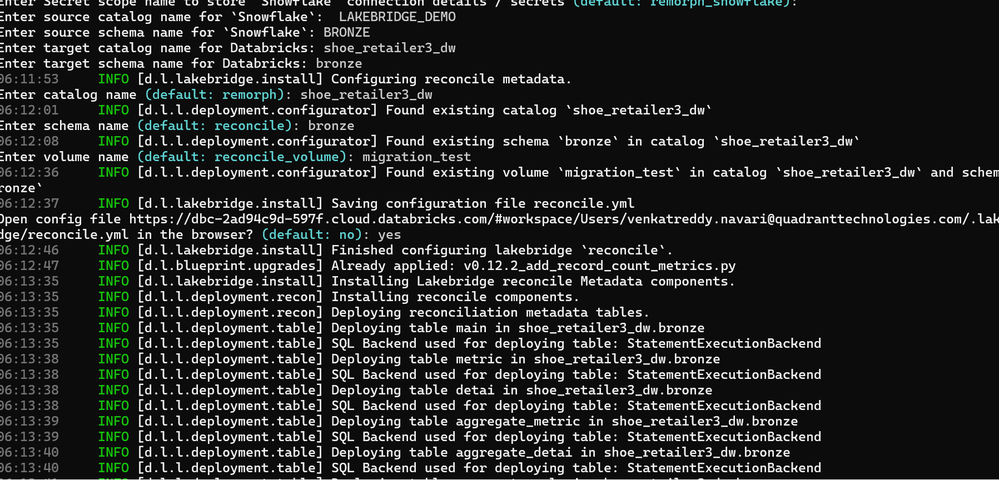 Enter Secret scope name to store `Snowflake` connection details / secrets (default: remorph_snowflake):
Enter source catalog name for `Snowflake`:  LAKEBRIDGE_DEMO
Enter source schema name for `Snowflake`: BRONZE
Enter target catalog name for Databricks: shoe_retailer3_dw
Enter target schema name for Databricks: bronze
06:11:53     INFO [d.l.lakebridge.install] Configuring reconcile metadata.
Enter catalog name (default: remorph): shoe_retailer3_dw
06:12:01     INFO [d.l.l.deployment.configurator] Found existing catalog `shoe_retailer3_dw`
Enter schema name (default: reconcile): bronze
06:12:08     INFO [d.l.l.deployment.configurator] Found existing schema `bronze` in catalog `shoe_retailer3_dw`
Enter volume name (default: reconcile_volume): migration_test
06:12:36     INFO [d.l.l.deployment.configurator] Found existing volume `migration_test` in catalog `shoe_retailer3_dw` and schem
ronze`
06:12:37     INFO [d.l.lakebridge.install] Saving configuration file reconcile.yml
Open config file https://dbc-2ad94c9d-597f.cloud.databricks.com/#workspace/Users/venkatreddy.navari@quadranttechnologies.com/.lak
dge/reconcile.yml in the browser? (default: no): yes
06:12:46     INFO [d.l.lakebridge.install] Finished configuring lakebridge `reconcile`.
06:12:47     INFO [d.l.blueprint.upgrades] Already applied: v0.12.2_add_record_count_metrics.py
06:13:35     INFO [d.l.lakebridge.install] Installing Lakebridge reconcile Metadata components.
06:13:35     INFO [d.l.l.deployment.recon] Installing reconcile components.
06:13:35     INFO [d.l.l.deployment.recon] Deploying reconciliation metadata tables.
06:13:35     INFO [d.l.l.deployment.table] Deploying table main in shoe_retailer3_dw.bronze
06:13:35     INFO [d.l.l.deployment.table] SQL Backend used for deploying table: StatementExecutionBackend
06:13:38     INFO [d.l.l.deployment.table] Deploying table metric in shoe_retailer3_dw.bronze
06:13:38     INFO [d.l.l.deployment.table] SQL Backend used for deploying table: StatementExecutionBackend
06:13:38     INFO [d.l.l.deployment.table] Deploying table detai in shoe_retailer3_dw.bronze
06:13:38     INFO [d.l.l.deployment.table] SQL Backend used for deploying table: StatementExecutionBackend
06:13:39     INFO [d.l.l.deployment.table] Deploying table aggregate_metric in shoe_retailer3_dw.bronze
06:13:39     INFO [d.l.l.deployment.table] SQL Backend used for deploying table: StatementExecutionBackend
06:13:40     INFO [d.l.l.deployment.table] Deploying table aggregate_detai in shoe_retailer3_dw.bronze
06:13:40     INFO [d.l.l.deployment.table] SQL Backend used for deploying table: StatementExecutionBackend